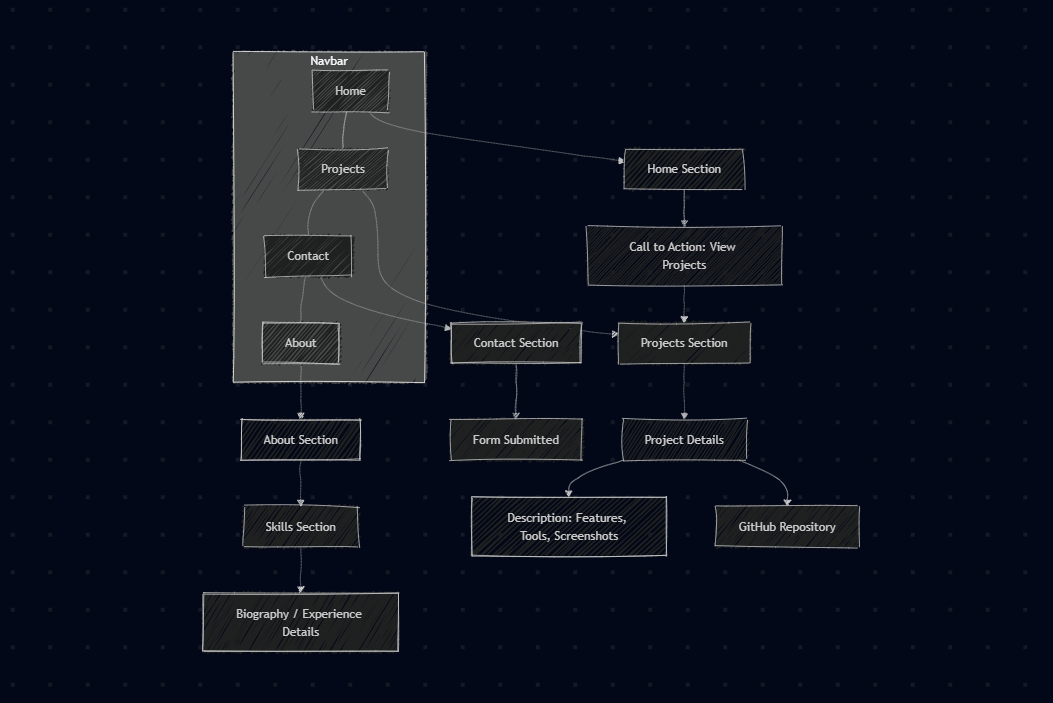 Navbar
Home
Projects
Home Section
Contact
Call to Action: View
Projects
About
Contact Section
Projects Section
About Section
Form Submitted
Project Details
Skills Section
Description: Features,
Tools, Screenshots
GitHub Repository
Biography / Experience
Details